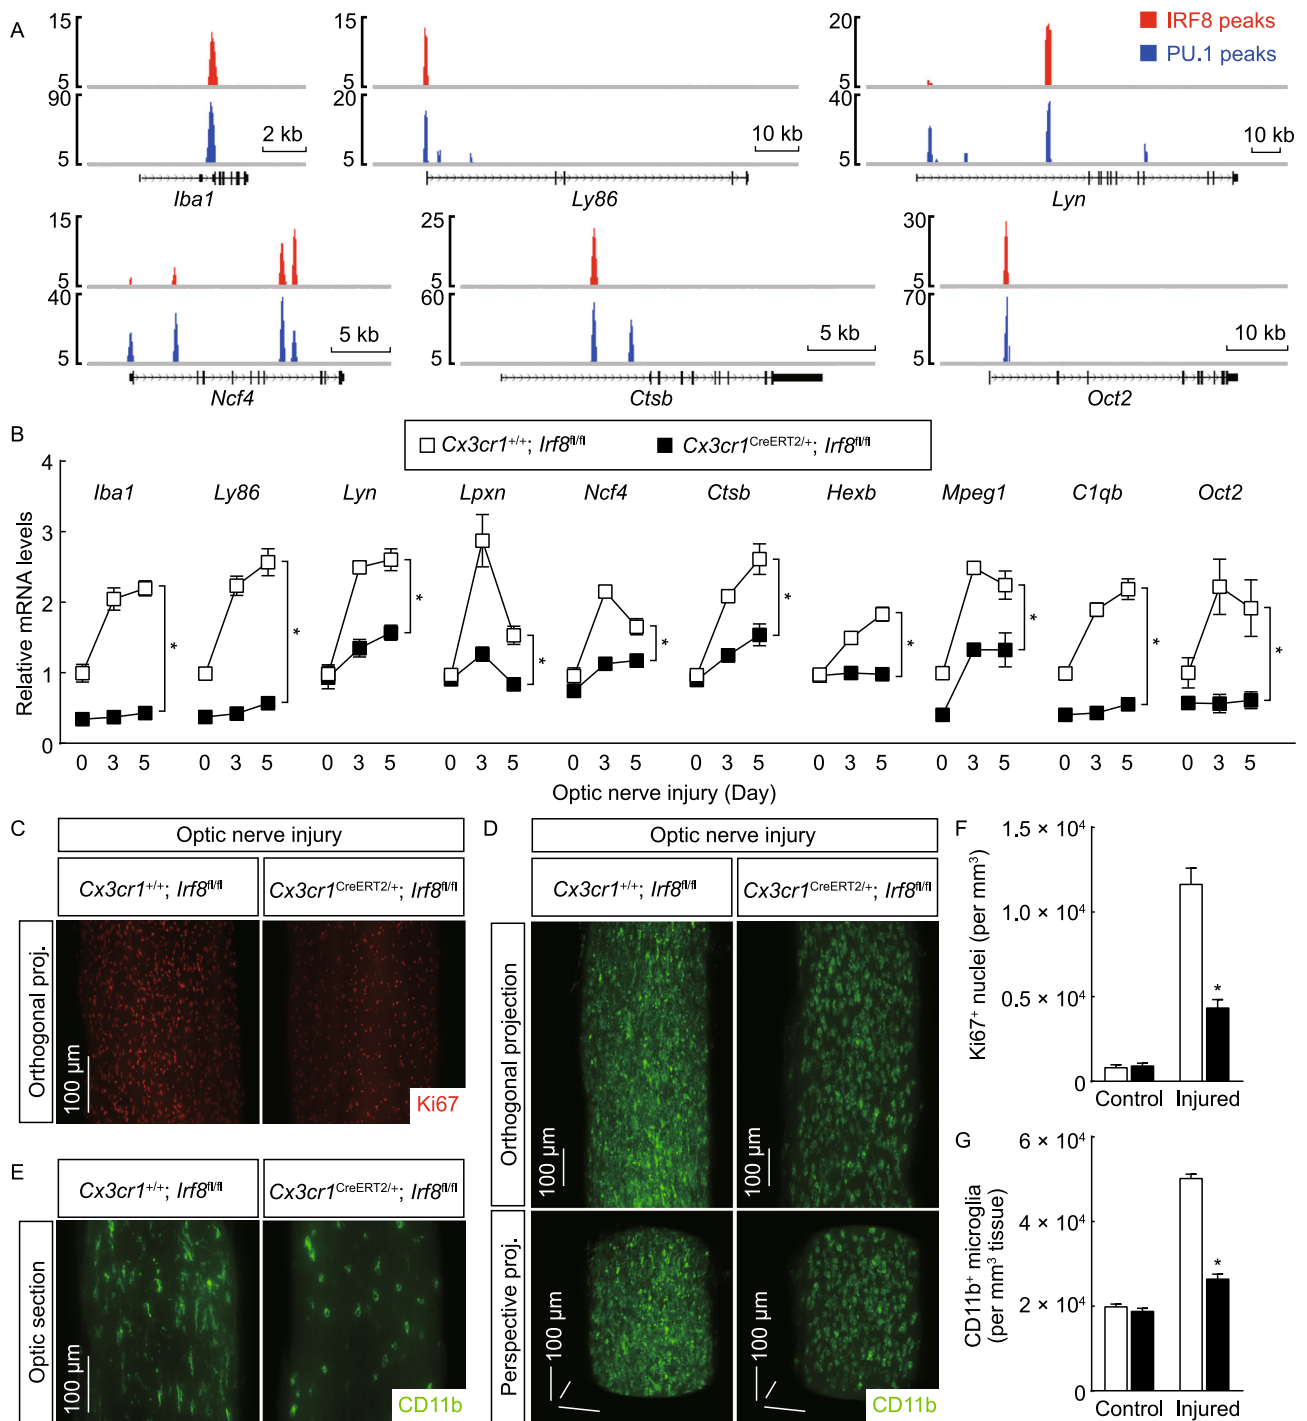 A
IRF8 peaks
PU.1 peaks
15
5
90
5
2 kb
Iba1
15
5
20
5
10 kb
Ly86
20
5
40
5
10 kb
Lyn
15
5
40
5
5 kb
Ncf4
25
5
60
5
5 kb
Ctsb
30
5
70
5
10 kb
Oct2
B
Cx3cr1+/+; Irf8fl/fl
Cx3cr1CreERT2/+; Irf8fl/fl
Relative mRNA levels
4
3
2
1
0
Iba1 Ly86 Lyn Lpxn Ncf4 Ctsb Hexb Mpeg1 C1qb Oct2
* * * * * * * * * *
0 3 5 0 3 5 0 3 5 0 3 5 0 3 5 0 3 5 0 3 5 0 3 5 0 3 5 0 3 5
Optic nerve injury (Day)
C
Optic nerve injury
Cx3cr1+/+; Irf8fl/fl
Cx3cr1CreERT2/+; Irf8fl/fl
Orthogonal proj.
100 µm
Ki67
D
Optic nerve injury
Cx3cr1+/+; Irf8fl/fl
Cx3cr1CreERT2/+; Irf8fl/fl
Orthogonal projection
100 µm
100 µm
Perspective proj.
100 µm
100 µm
CD11b
E
Cx3cr1+/+; Irf8fl/fl
Cx3cr1CreERT2/+; Irf8fl/fl
Optic section
100 µm
CD11b
F
Ki67+ nuclei (per mm3)
1.5 × 10⁴
1.0 × 10⁴
0.5 × 10⁴
0
*
Control Injured
G
CD11b+ microglia
(per mm3 tissue)
6 × 10⁴
4 × 10⁴
2 × 10⁴
0
*
Control Injured